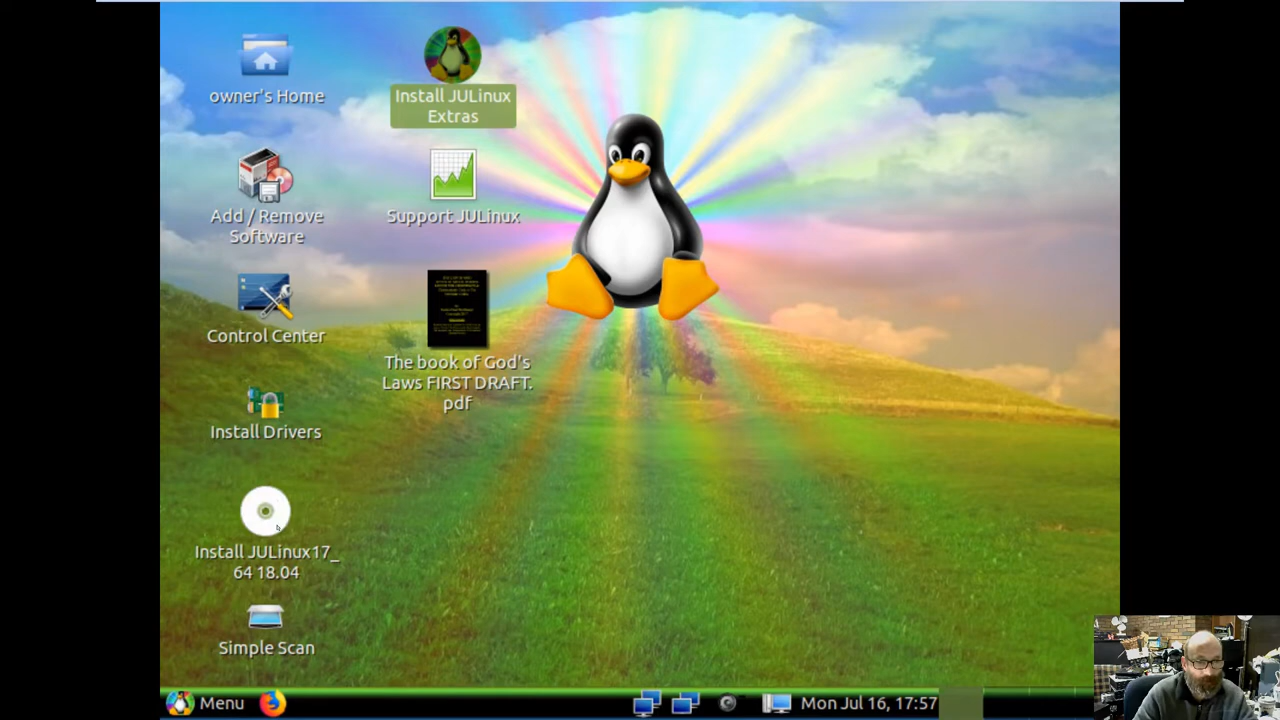 owner's Home
Add / Remove
Software
Control Center
Install Drivers
Install JULinux17_
64 18.04
Simple Scan
Install JULinux
Extras
Support JULinux
The book of God's
Laws FIRST DRAFT.
pdf
Menu
Mon Jul 16, 17:57